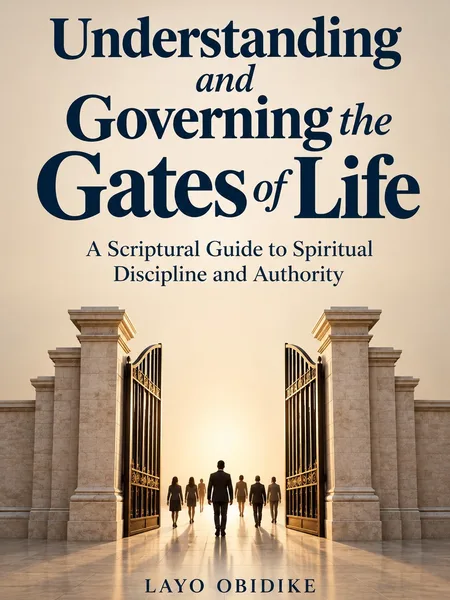 Understanding
and
Governing the
Gates of Life
A Scriptural Guide to Spiritual
Discipline and Authority
LAYO OBIDIKE